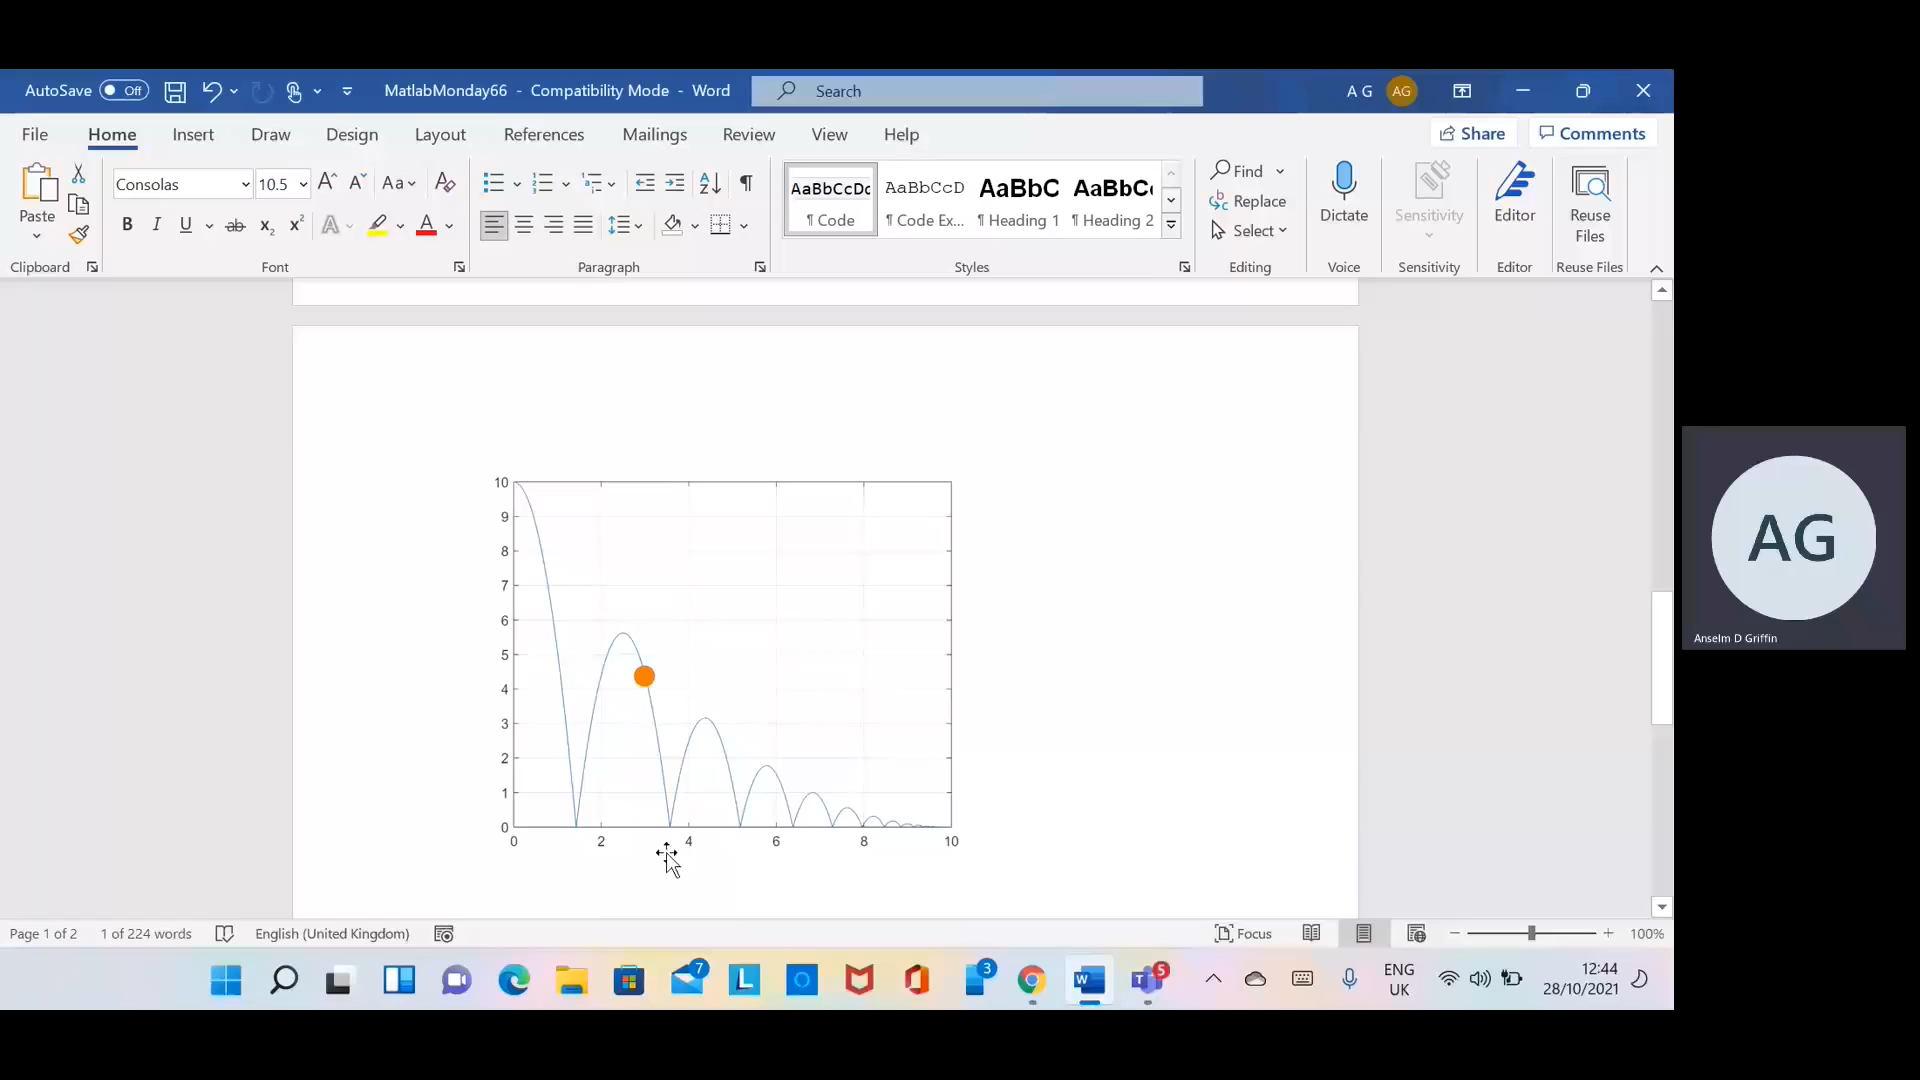 AutoSave Off MatlabMonday66 - Compatibility Mode - Word Search A G AG
File Home Insert Draw Design Layout References Mailings Review View Help Share Comments
Paste
Clipboard
Consolas 10.5
Font
Paragraph
AaBbCcDc AaBbCcD AaBbC AaBbCc
¶ Code ¶ Code Ex... ¶ Heading 1 ¶ Heading 2
Styles
Find
Replace
Select
Editing
Dictate
Voice
Sensitivity
Sensitivity
Editor
Editor
Reuse
Files
Reuse Files
10
9
8
7
6
5
4
3
2
1
0
0 2 4 6 8 10
AG
Anselm D Griffin
Page 1 of 2 1 of 224 words English (United Kingdom) Focus 100%
7 3 5
ENG
UK
12:44
28/10/2021